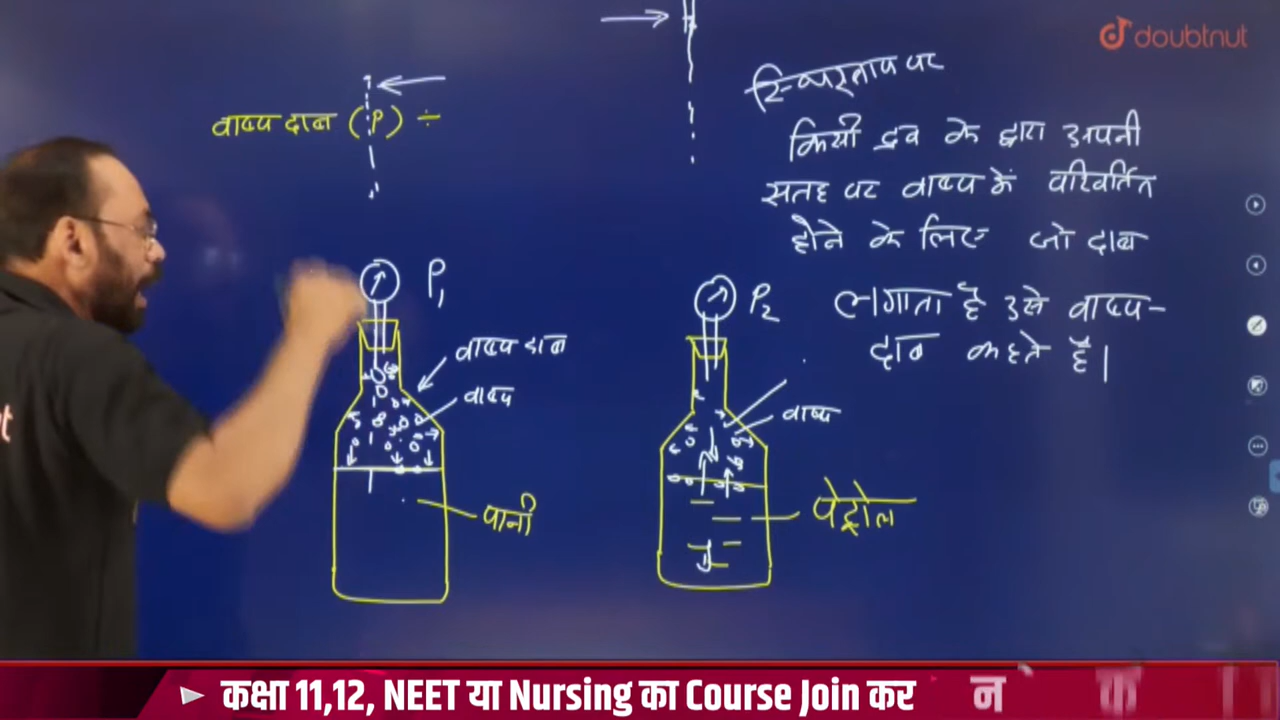 doubtnut
स्थिरताप पर
वाष्प दाब (P) ÷
किसी द्रव के द्वारा अपनी
सतह पर वाष्प में परिवर्तित
होने के लिए जो दाब
P₁
P₂
लगाता है उसे वाष्प-
दाब कहते हैं।
वाष्प दाब
वाष्प
वाष्प
पानी
पेट्रोल
कक्षा 11,12, NEET या Nursing का Course Join कर